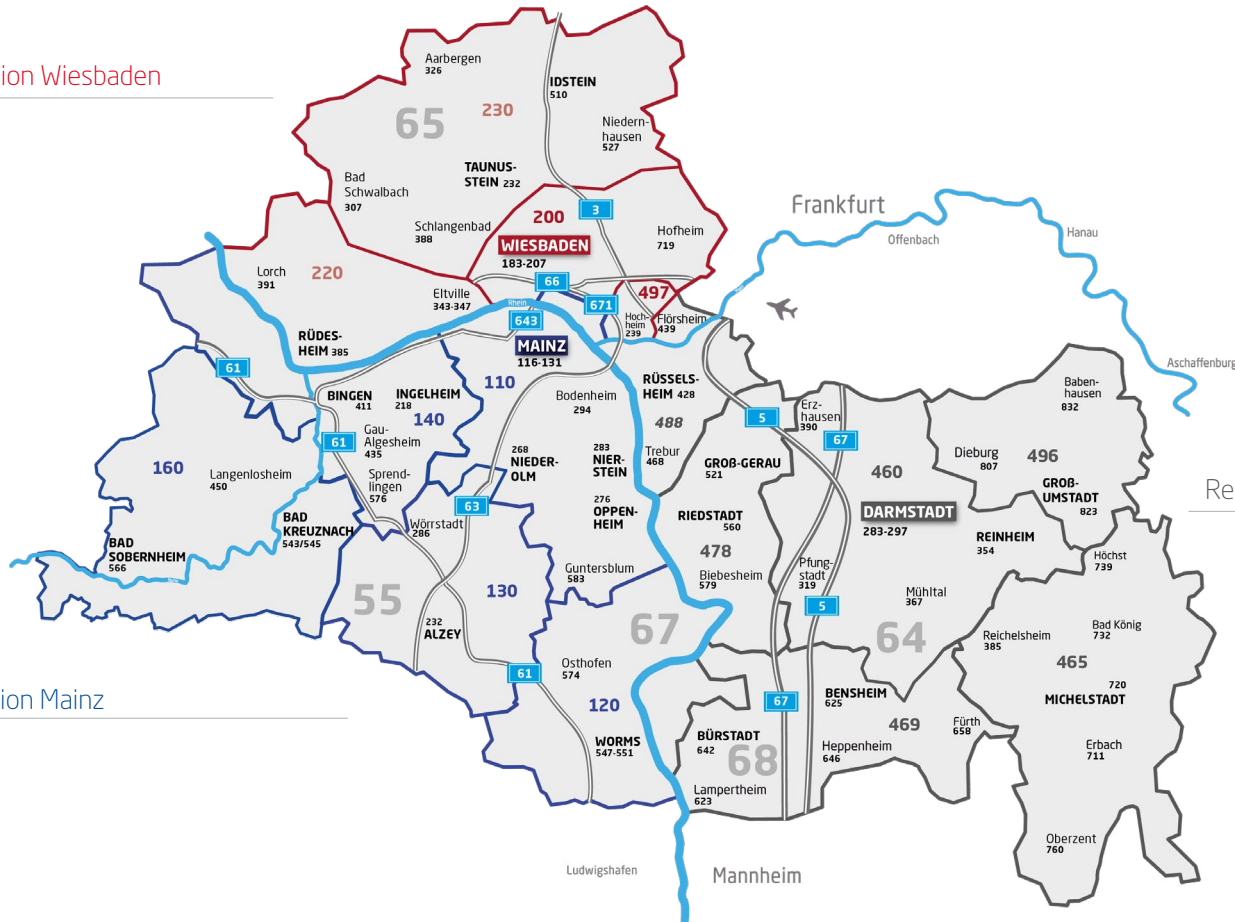 ion Wiesbaden
Aarbergen
326
IDSTEIN
510
65
230
Niedern-
hausen
527
TAUNUS-
STEIN 232
Bad
Schwalbach
307
Schlangenbad
388
200
3
WIESBADEN
183-207
Hofheim
719
Frankfurt
Offenbach
Hanau
Aschaffenburg
Lorch
391
220
Eltville
343-347
66
671
497
Rhein
643
Hoch-
heim
239
Flörsheim
439
RÜDES-
HEIM 385
MAINZ
116-131
61
BINGEN
411
INGELHEIM
218
110
140
Bodenheim
294
RÜSSELS-
HEIM 428
488
5
Erz-
hausen
390
67
Baben-
hausen
832
Gau-
Algesheim
435
61
160
Langenlosheim
450
Sprend-
lingen
576
268
NIEDER-
OLM
283
NIER-
STEIN
Trebur
468
GROß-GERAU
521
460
Dieburg
807
496
GROß-
UMSTADT
823
Re
276
OPPEN-
HEIM
63
BAD
KREUZNACH
543/545
Wörrstadt
286
RIEDSTADT
560
DARMSTADT
283-297
REINHEIM
354
BAD
SOBERNHEIM
566
478
Höchst
739
Guntersblum
583
Biebesheim
579
Pfung-
stadt
319
5
Mühltal
367
55
130
67
64
232
ALZEY
Bad König
732
Reichelsheim
385
465
Osthofen
574
61
120
720
MICHELSTADT
67
BENSHEIM
625
469
Fürth
658
ion Mainz
WORMS
547-551
BÜRSTADT
642
68
Heppenheim
646
Erbach
711
Lampertheim
623
Oberzent
760
Ludwigshafen
Mannheim